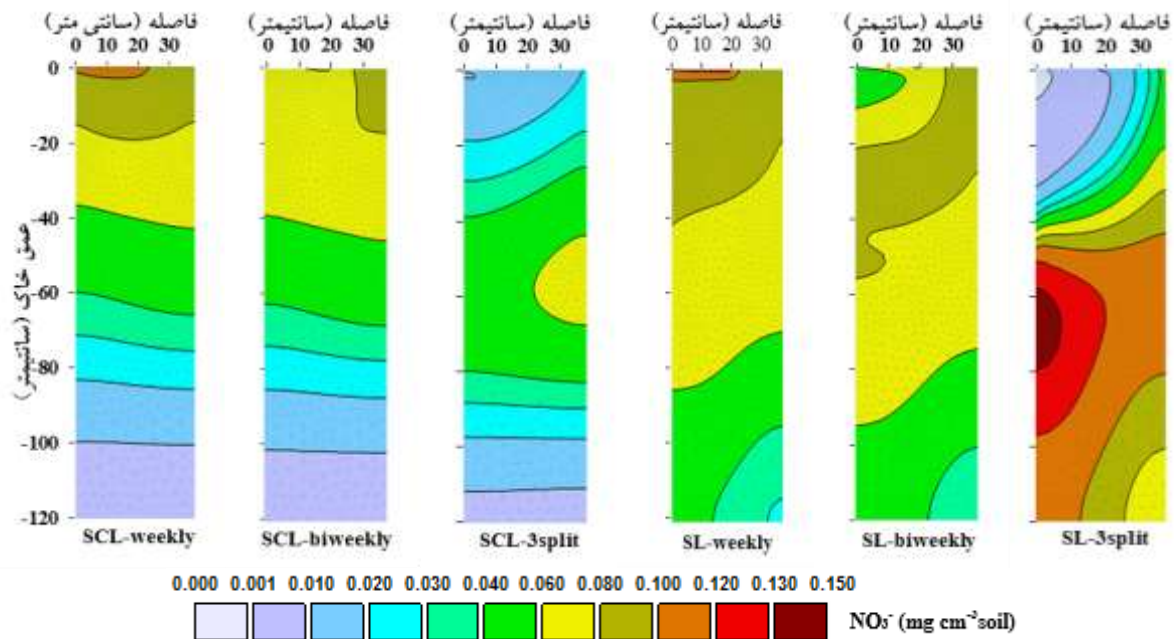 فاصله (سانتی متر)
0 10 20 30
فاصله (سانتیمتر)
0 10 20 30
فاصله (سانتیمتر)
0 10 20 30
فاصله (سانتیمتر)
0 10 20 30
فاصله (سانتیمتر)
0 10 20 30
فاصله (سانتیمتر)
0 10 20 30
عمق خاک (سانتیمتر)
0
-20
-40
-60
-80
-100
-120
SCL-weekly
SCL-biweekly
SCL-3split
SL-weekly
SL-biweekly
SL-3split
0.000 0.001 0.010 0.020 0.030 0.040 0.060 0.080 0.100 0.120 0.130 0.150
NO₃⁻ (mg cm⁻³soil)